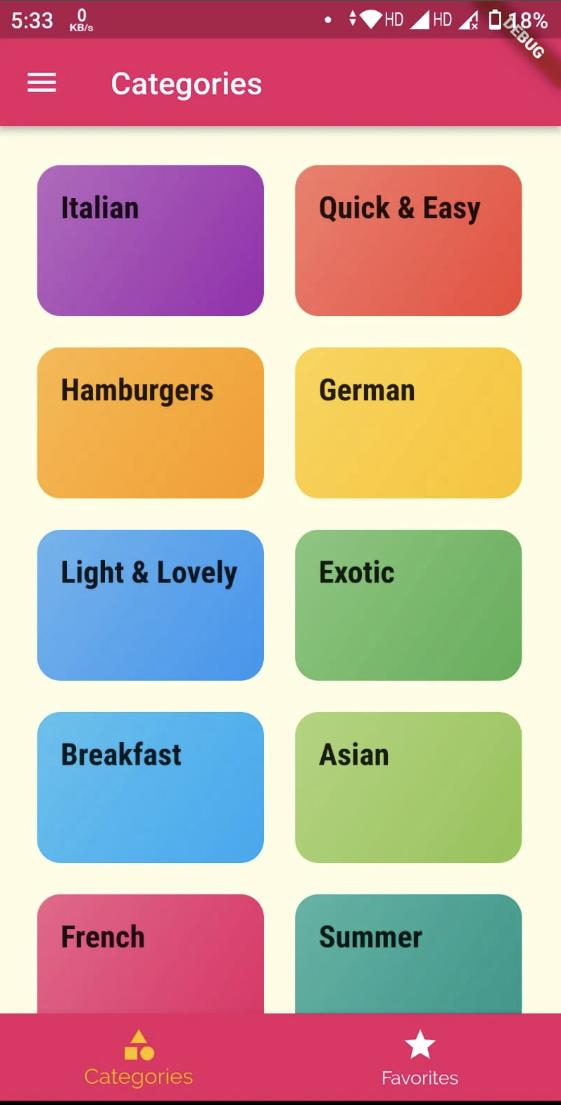 5:33 0 KB/s HD HD 18%
DEBUG
Categories
Italian
Quick & Easy
Hamburgers
German
Light & Lovely
Exotic
Breakfast
Asian
French
Summer
Categories
Favorites